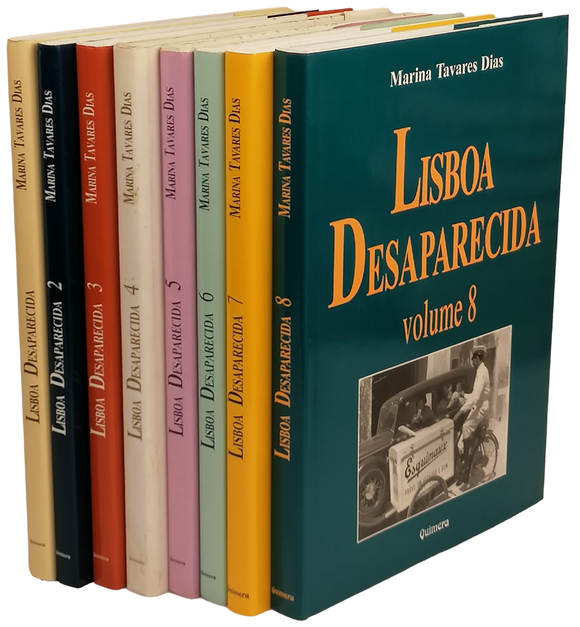 MARINA TAVARES DIAS
LISBOA DESAPARECIDA
MARINA TAVARES DIAS
LISBOA DESAPARECIDA 2
MARINA TAVARES DIAS
LISBOA DESAPARECIDA 3
MARINA TAVARES DIAS
LISBOA DESAPARECIDA 4
MARINA TAVARES DIAS
LISBOA DESAPARECIDA 5
MARINA TAVARES DIAS
LISBOA DESAPARECIDA 6
MARINA TAVARES DIAS
LISBOA DESAPARECIDA 7
Quimera
MARINA TAVARES DIAS
LISBOA DESAPARECIDA 8
Quimera
Marina Tavares Dias
LISBOA
DESAPARECIDA
volume 8
Esquimaux
Quimera